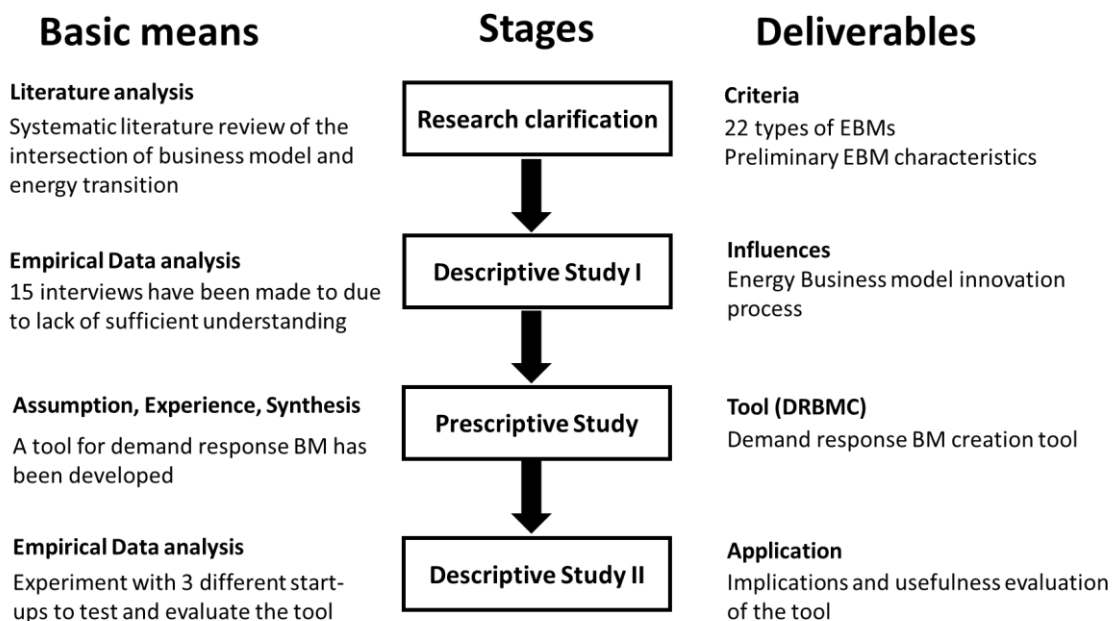 Basic means
Stages
Deliverables
Literature analysis
Systematic literature review of the
intersection of business model and
energy transition
Research clarification
Criteria
22 types of EBMs
Preliminary EBM characteristics
Empirical Data analysis
15 interviews have been made to due
to lack of sufficient understanding
Descriptive Study I
Influences
Energy Business model innovation
process
Assumption, Experience, Synthesis
A tool for demand response BM has
been developed
Prescriptive Study
Tool (DRBMC)
Demand response BM creation tool
Empirical Data analysis
Experiment with 3 different start-
ups to test and evaluate the tool
Descriptive Study II
Application
Implications and usefulness evaluation
of the tool